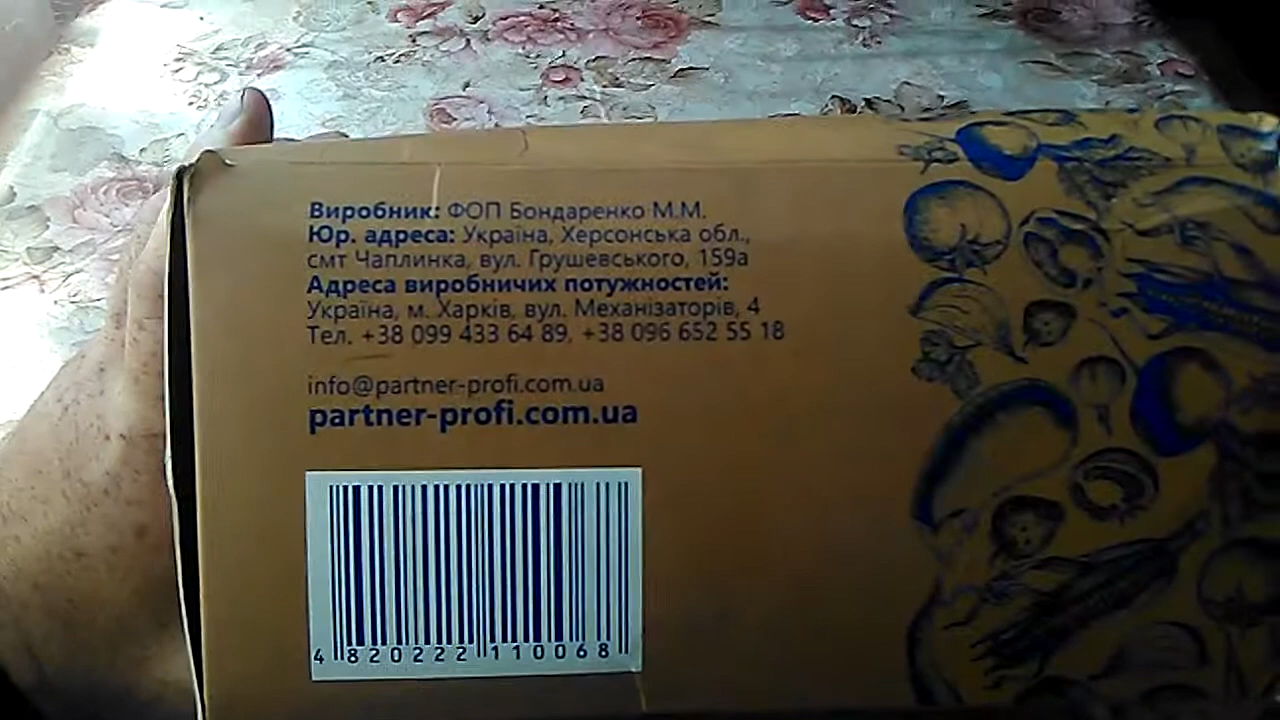 Виробник: ФОП Бондаренко М.М.
Юр. адреса: Україна, Херсонська обл.,
смт Чаплинка, вул. Грушевського, 159а
Адреса виробничих потужностей:
Україна, м. Харків, вул. Механізаторів, 4
Тел. +38 099 433 64 89, +38 096 652 55 18
info@partner-profi.com.ua
partner-profi.com.ua
4 820222 110068